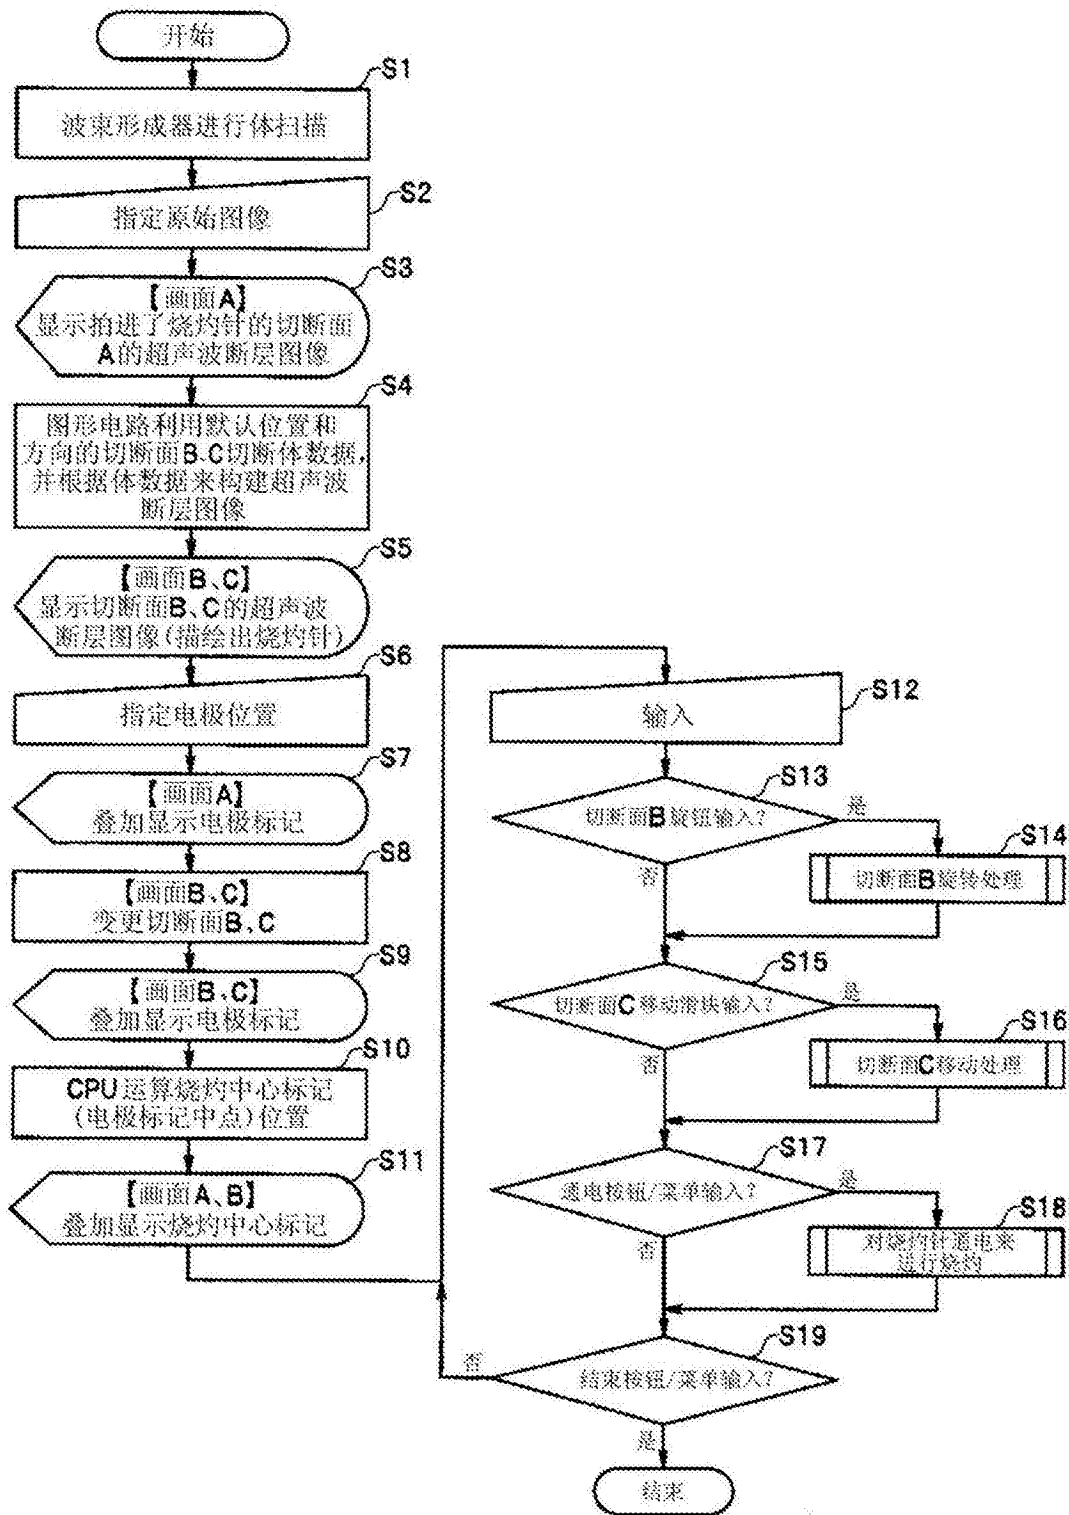 开始
S1
波束形成器进行体扫描
S2
指定原始图像
S3
【画面A】
显示拍进了烧灼针的切断面
A的超声波断层图像
S4
图形电路利用默认位置和
方向的切断面B、C切断体数据,
并根据体数据来构建超声波
断层图像
S5
【画面B、C】
显示切断面B、C的超声波
断层图像(描绘出烧灼针)
S6
指定电极位置
S7
【画面A】
叠加显示电极标记
S8
【画面B、C】
变更切断面B、C
S9
【画面B、C】
叠加显示电极标记
S10
CPU运算烧灼中心标记
(电极标记中点)位置
S11
【画面A、B】
叠加显示烧灼中心标记
S12
输入
S13
切断面B旋钮输入?
是
否
S14
切断面B旋转处理
S15
切断面C移动滑块输入?
是
否
S16
切断面C移动处理
S17
通电按钮/菜单输入?
是
否
S18
对烧灼针通电来
进行烧灼
S19
结束按钮/菜单输入?
否
是
结束